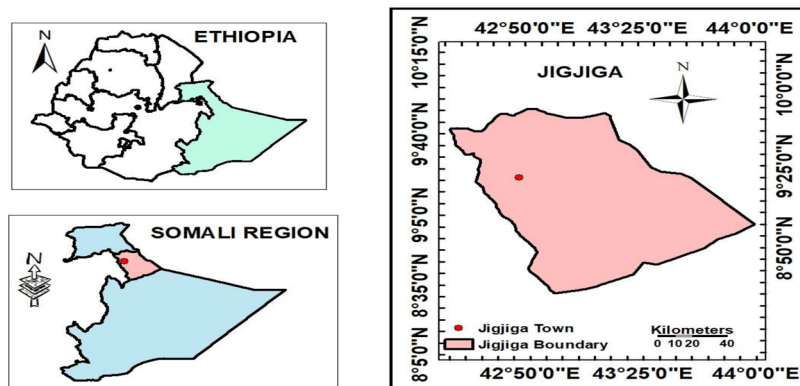 ETHIOPIA
N
SOMALI REGION
N
42°50'0"E 43°25'0"E 44°0'0"E
JIGJIGA
N
10°15'0"N
9°40'0"N
9°5'0"N
8°35'0"N
8°5'0"N
10°0'0"N
9°25'0"N
8°50'0"N
Jigjiga Town
Jigjiga Boundary
Kilometers
0 10 20 40
42°50'0"E 43°25'0"E 44°0'0"E